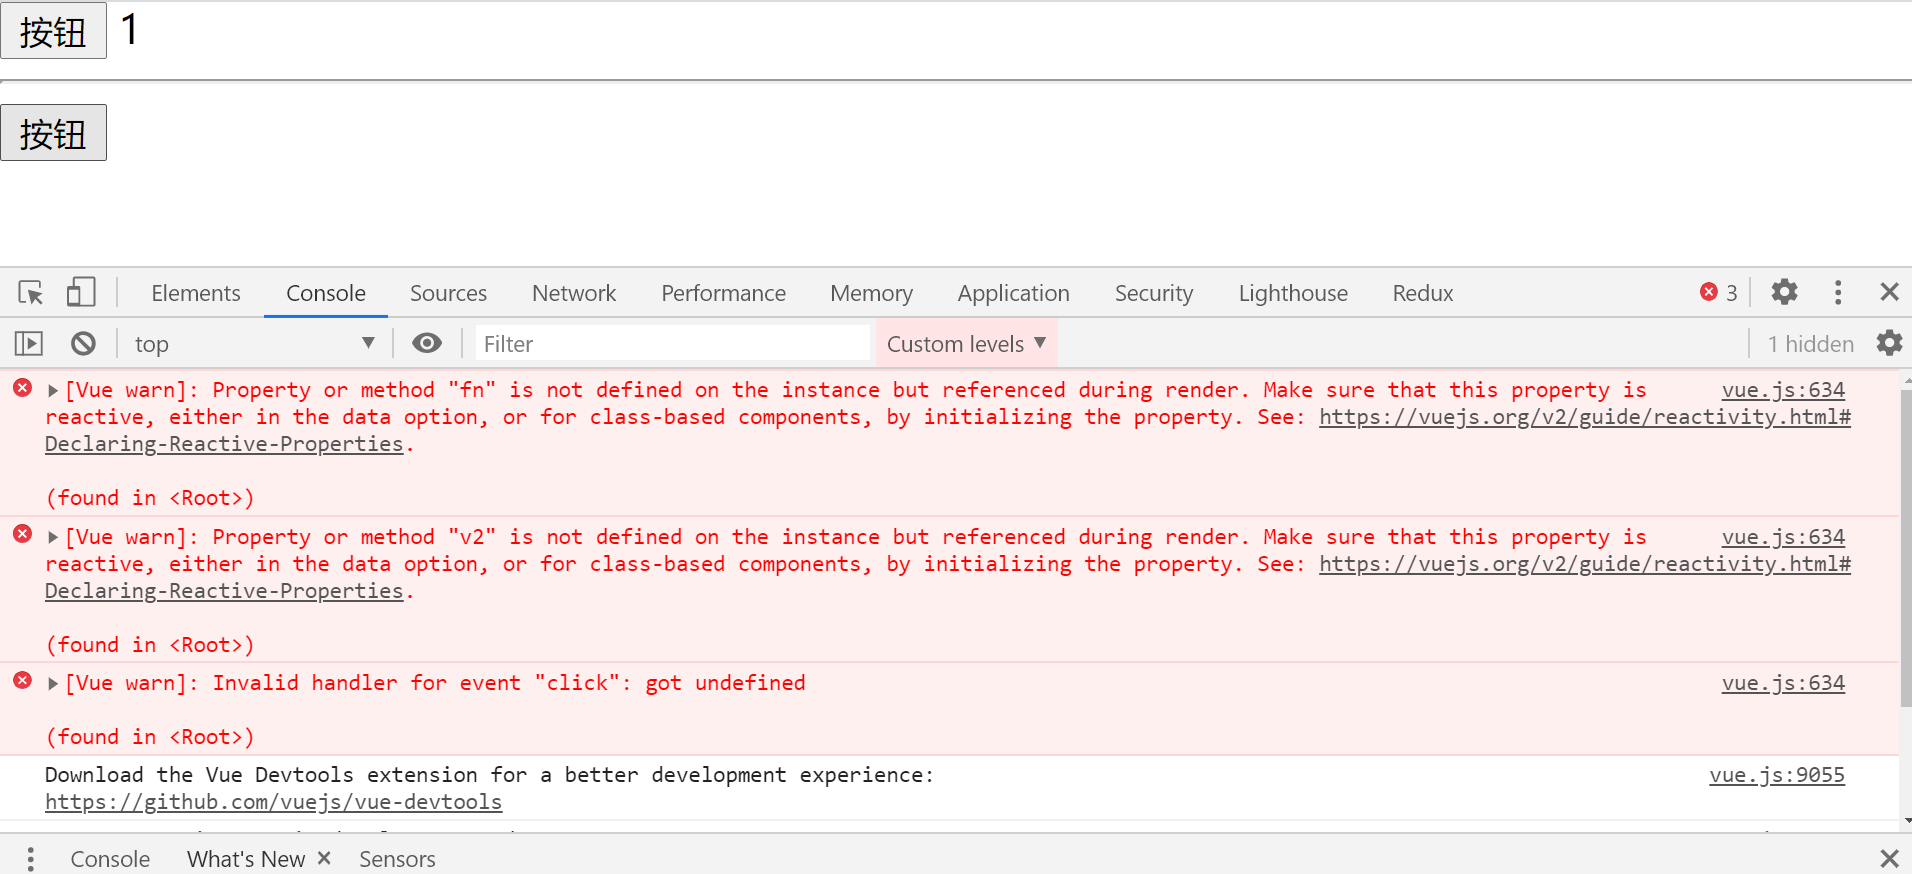 按钮 1
按钮
Elements Console Sources Network Performance Memory Application Security Lighthouse Redux 3
top Filter Custom levels 1 hidden
[Vue warn]: Property or method "fn" is not defined on the instance but referenced during render. Make sure that this property is vue.js:634
reactive, either in the data option, or for class-based components, by initializing the property. See: https://vuejs.org/v2/guide/reactivity.html#
Declaring-Reactive-Properties.
(found in <Root>)
[Vue warn]: Property or method "v2" is not defined on the instance but referenced during render. Make sure that this property is vue.js:634
reactive, either in the data option, or for class-based components, by initializing the property. See: https://vuejs.org/v2/guide/reactivity.html#
Declaring-Reactive-Properties.
(found in <Root>)
[Vue warn]: Invalid handler for event "click": got undefined vue.js:634
(found in <Root>)
Download the Vue Devtools extension for a better development experience: vue.js:9055
https://github.com/vuejs/vue-devtools
Console What's New Sensors